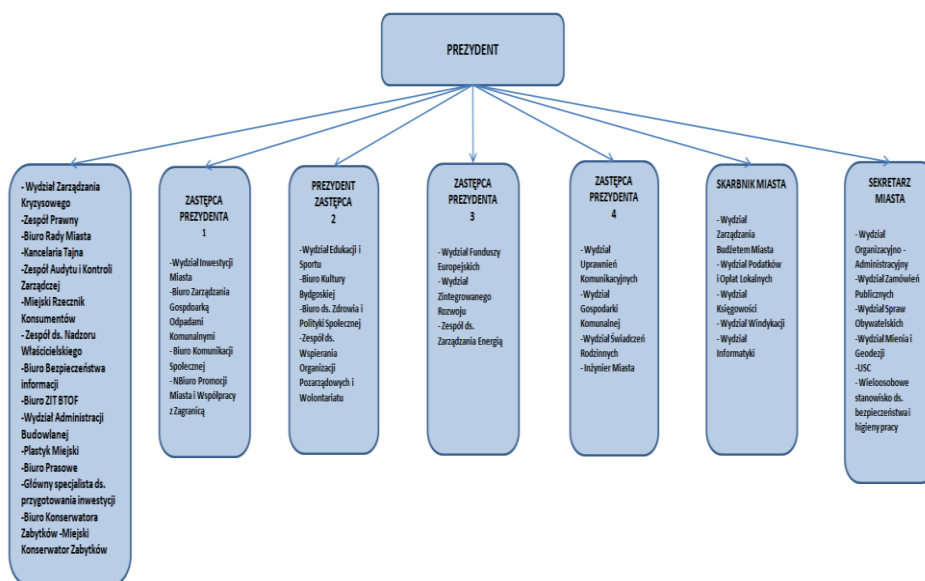 PREZYDENT
- Wydział Zarządzania
Kryzysowego
-Zespół Prawny
-Biuro Rady Miasta
-Kancelaria Tajna
-Zespół Audytu i Kontroli
Zarządczej
-Miejski Rzecznik
Konsumentów
- Zespół ds. Nadzoru
Właścicielskiego
-Biuro Bezpieczeństwa
informacji
-Biuro ZIT BTOF
-Wydział Administracji
Budowlanej
-Plastyk Miejski
-Biuro Prasowe
-Główny specjalista ds.
przygotowania inwestycji
-Biuro Konserwatora
Zabytków -Miejski
Konserwator Zabytków
ZASTĘPCA
PREZYDENTA
1
-Wydział Inwestycji
Miasta
- Biuro Zarządzania
Gospdoarką
Odpadami
Komunalnymi
- Biuro Komunikacji
Społecznej
- NBiuro Promocji
Miasta i Współpracy
z Zagranicą
PREZYDENT
ZASTĘPCA
2
-Wydział Edukacji i
Sportu
-Biuro Kultury
Bydgoskiej
-Biuro ds. Zdrowia i
Polityki Społecznej
-Zespół ds.
Wspierania
Organizacji
Pozarządowych i
Wolontariatu
ZASTĘPCA
PREZYDENTA
3
- Wydział Funduszy
Europejskich
- Wydział
Zintegrowanego
Rozwoju
- Zespół ds.
Zarządzania Energią
ZASTĘPCA
PREZYDENTA
4
- Wydział
Uprawnień
Komunikacyjnych
-Wydział
Gospodarki
Komunalnej
-Wydział Świadczeń
Rodzinnych
- Inżynier Miasta
SKARBNIK MIASTA
- Wydział
Zarządzania
Budżetem Miasta
- Wydział Podatków
i Opłat Lokalnych
- Wydział
Księgowości
- Wydział Windykacji
- Wydział
Informatyki
SEKRETARZ
MIASTA
- Wydział
Organizacyjno -
Administracyjny
-Wydział Zamówień
Publicznych
-Wydział Spraw
Obywatelskich
-Wydział Mienia i
Geodezji
-USC
- Wieloosobowe
stanowisko ds.
bezpieczeństwa i
higieny pracy